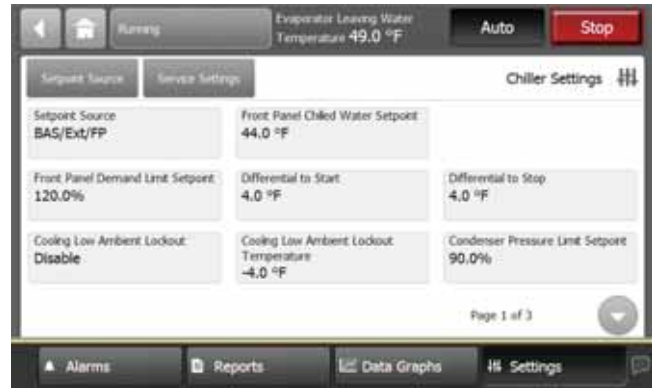 Running
Evaporator Leaving Water
Temperature 49.0 °F
Auto
Stop
Setpoint Source
Service Settings
Chiller Settings
Setpoint Source
BAS/Ext/FP
Front Panel Chilled Water Setpoint
44.0 °F
Front Panel Demand Limit Setpoint
120.0%
Differential to Start
4.0 °F
Differential to Stop
4.0 °F
Cooling Low Ambient Lockout
Disable
Cooling Low Ambient Lockout
Temperature
-4.0 °F
Condenser Pressure Limit Setpoint
90.0%
Page 1 of 3
Alarms
Reports
Data Graphs
Settings